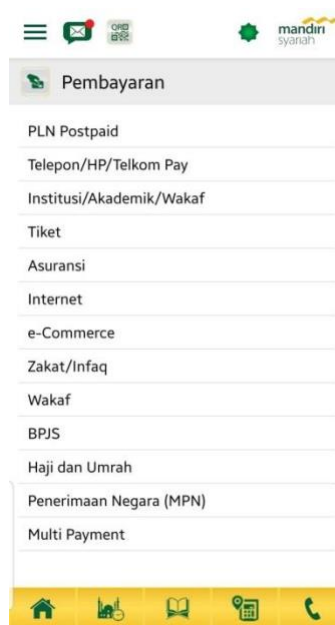 mandiri
syariah
Pembayaran
PLN Postpaid
Telepon/HP/Telkom Pay
Institusi/Akademik/Wakaf
Tiket
Asuransi
Internet
e-Commerce
Zakat/Infaq
Wakaf
BPJS
Haji dan Umrah
Penerimaan Negara (MPN)
Multi Payment